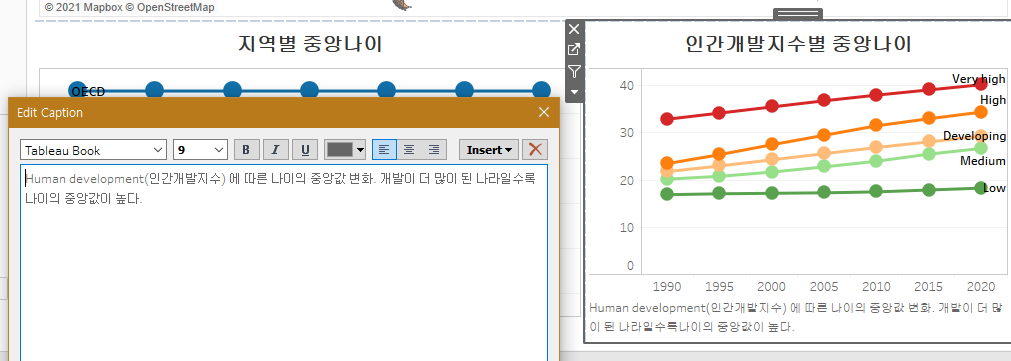 © 2021 Mapbox © OpenStreetMap
지역별 중앙나이
OECD
Edit Caption
Tableau Book
9
B
I
U
Insert
Human development(인간개발지수) 에 따른 나이의 중앙값 변화. 개발이 더 많이 된 나라일수록
나이의 중앙값이 높다.
인간개발지수별 중앙나이
40
30
20
10
0
Very high
High
Developing
Medium
Low
1990 1995 2000 2005 2010 2015 2020
Human development(인간개발지수) 에 따른 나이의 중앙값 변화. 개발이 더 많
이 된 나라일수록나이의 중앙값이 높다.